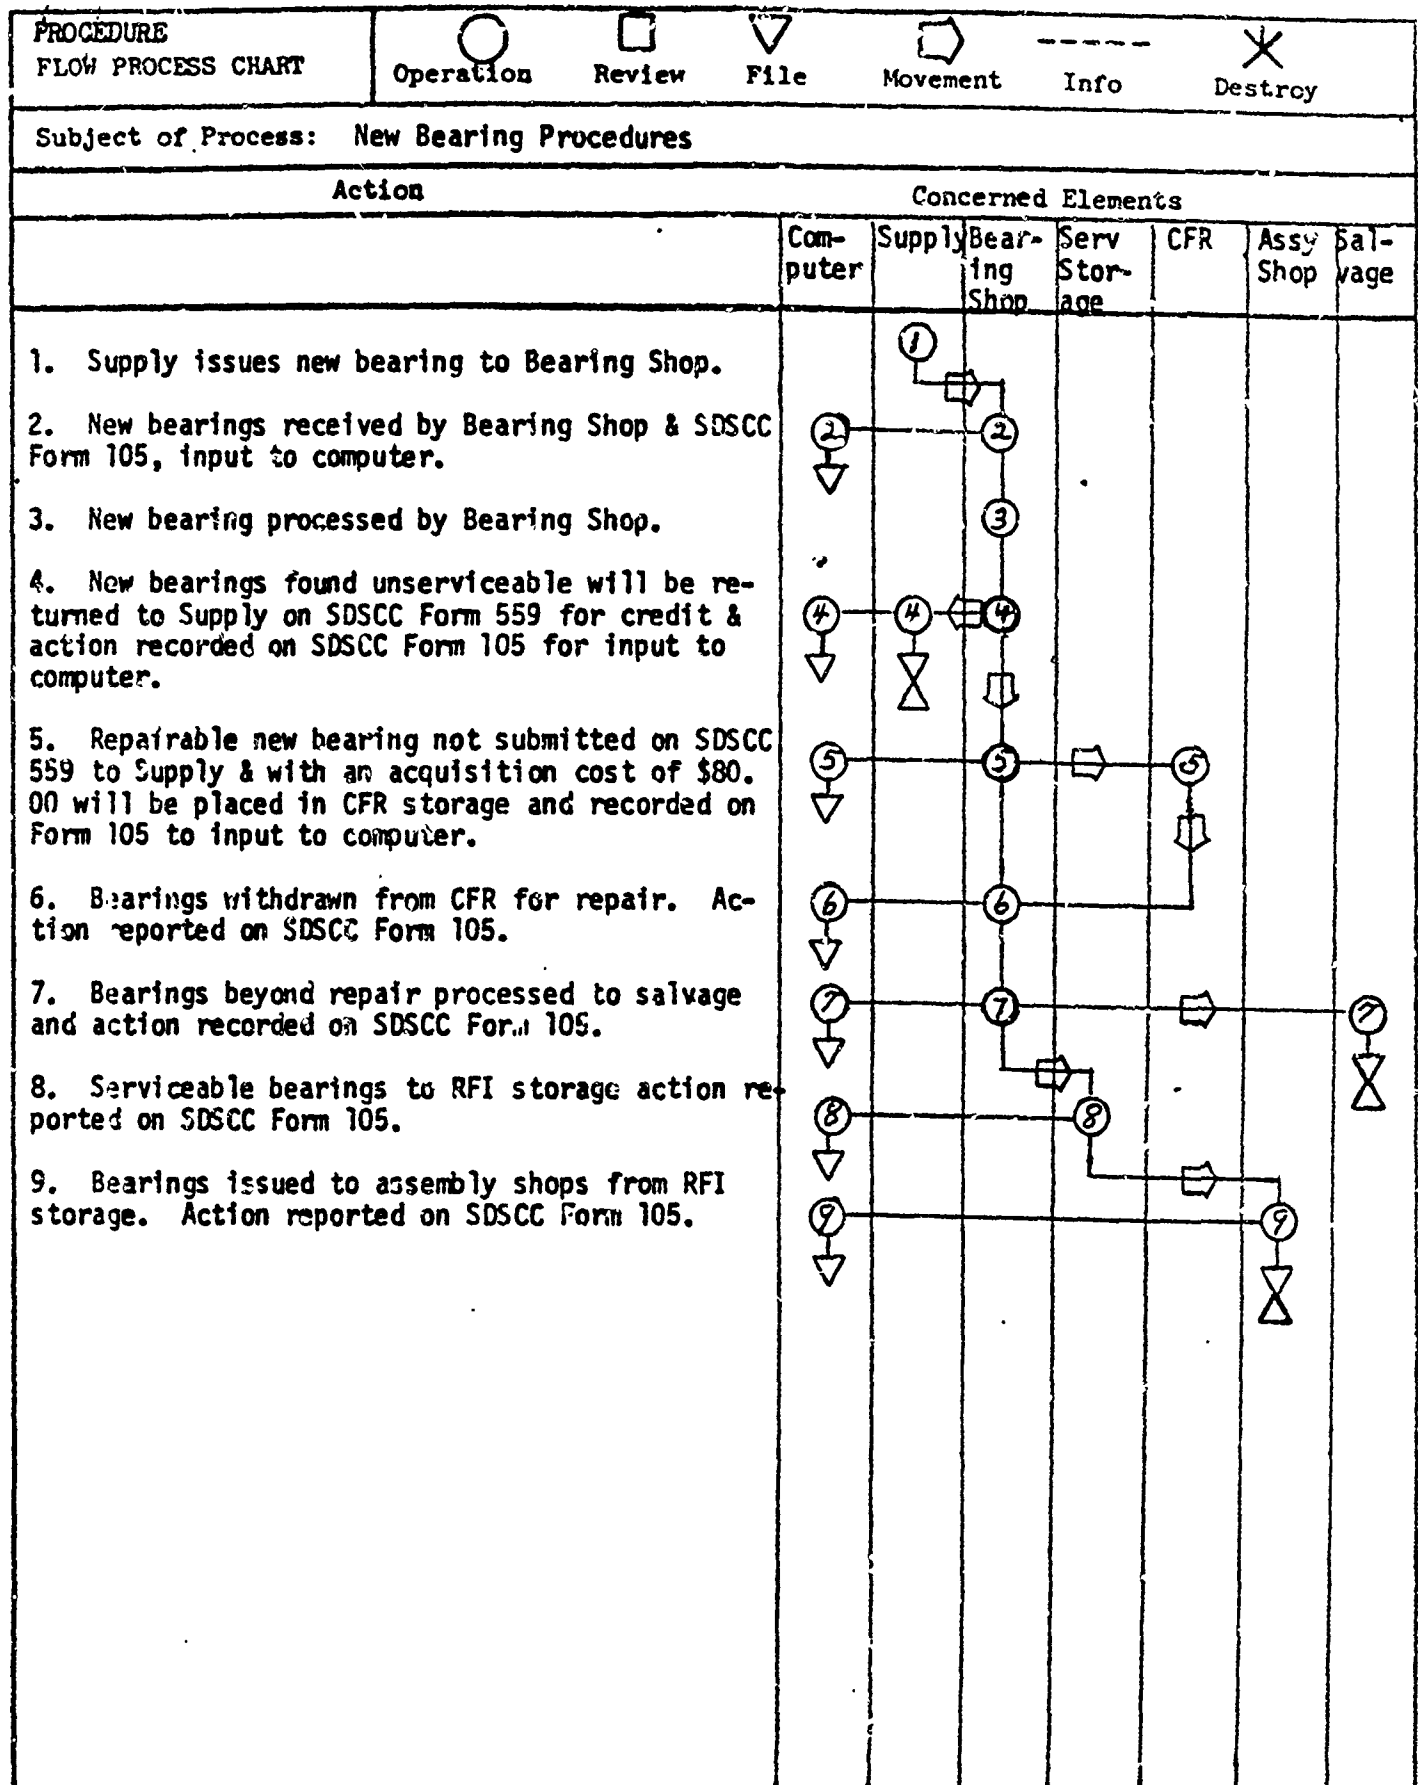 PROCEDURE
FLOW PROCESS CHART
Operation
Review
File
Movement
Info
Destroy
Subject of Process: New Bearing Procedures
Action
Concerned Elements
Com-
puter
Supply
Bear-
ing
Shop
Serv
Stor-
age
CFR
Assy
Shop
Sal-
vage
1. Supply issues new bearing to Bearing Shop.
1
2. New bearings received by Bearing Shop & SDSCC
Form 105, input to computer.
2 2
3. New bearing processed by Bearing Shop.
3
4. New bearings found unserviceable will be re-
turned to Supply on SDSCC Form 559 for credit &
action recorded on SDSCC Form 105 for input to
computer.
4 4 4
5. Repairable new bearing not submitted on SDSCC
559 to Supply & with an acquisition cost of $80.
00 will be placed in CFR storage and recorded on
Form 105 to input to computer.
5 5 5
6. Bearings withdrawn from CFR for repair. Ac-
tion reported on SDSCC Form 105.
6 6
7. Bearings beyond repair processed to salvage
and action recorded on SDSCC Form 105.
7 7 7
8. Serviceable bearings to RFI storage action re-
ported on SDSCC Form 105.
8 8
9. Bearings issued to assembly shops from RFI
storage. Action reported on SDSCC Form 105.
9 9